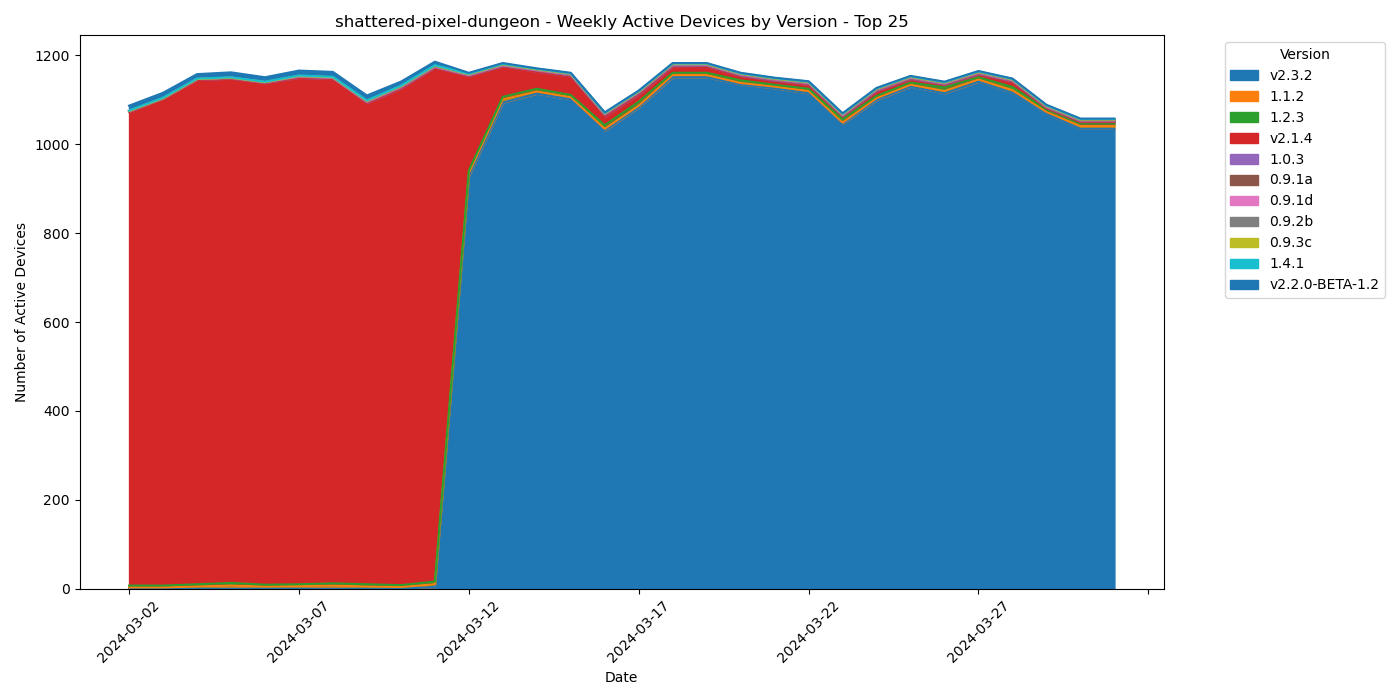 shattered-pixel-dungeon - Weekly Active Devices by Version - Top 25
1200
1000
800
600
400
200
0
Number of Active Devices
2024-03-02
2024-03-07
2024-03-12
2024-03-17
2024-03-22
2024-03-27
Date
Version
v2.3.2
1.1.2
1.2.3
v2.1.4
1.0.3
0.9.1a
0.9.1d
0.9.2b
0.9.3c
1.4.1
v2.2.0-BETA-1.2